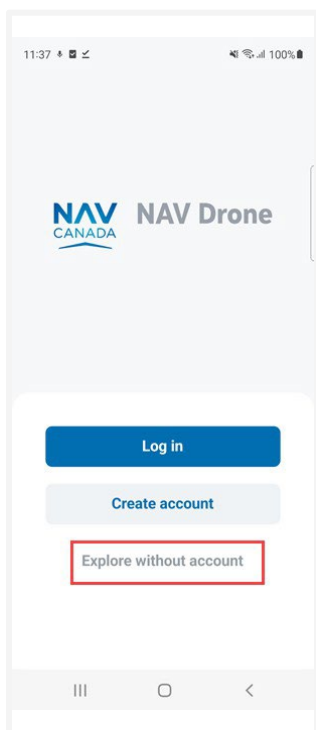 11:37
100%
NAV CANADA
NAV Drone
Log in
Create account
Explore without account